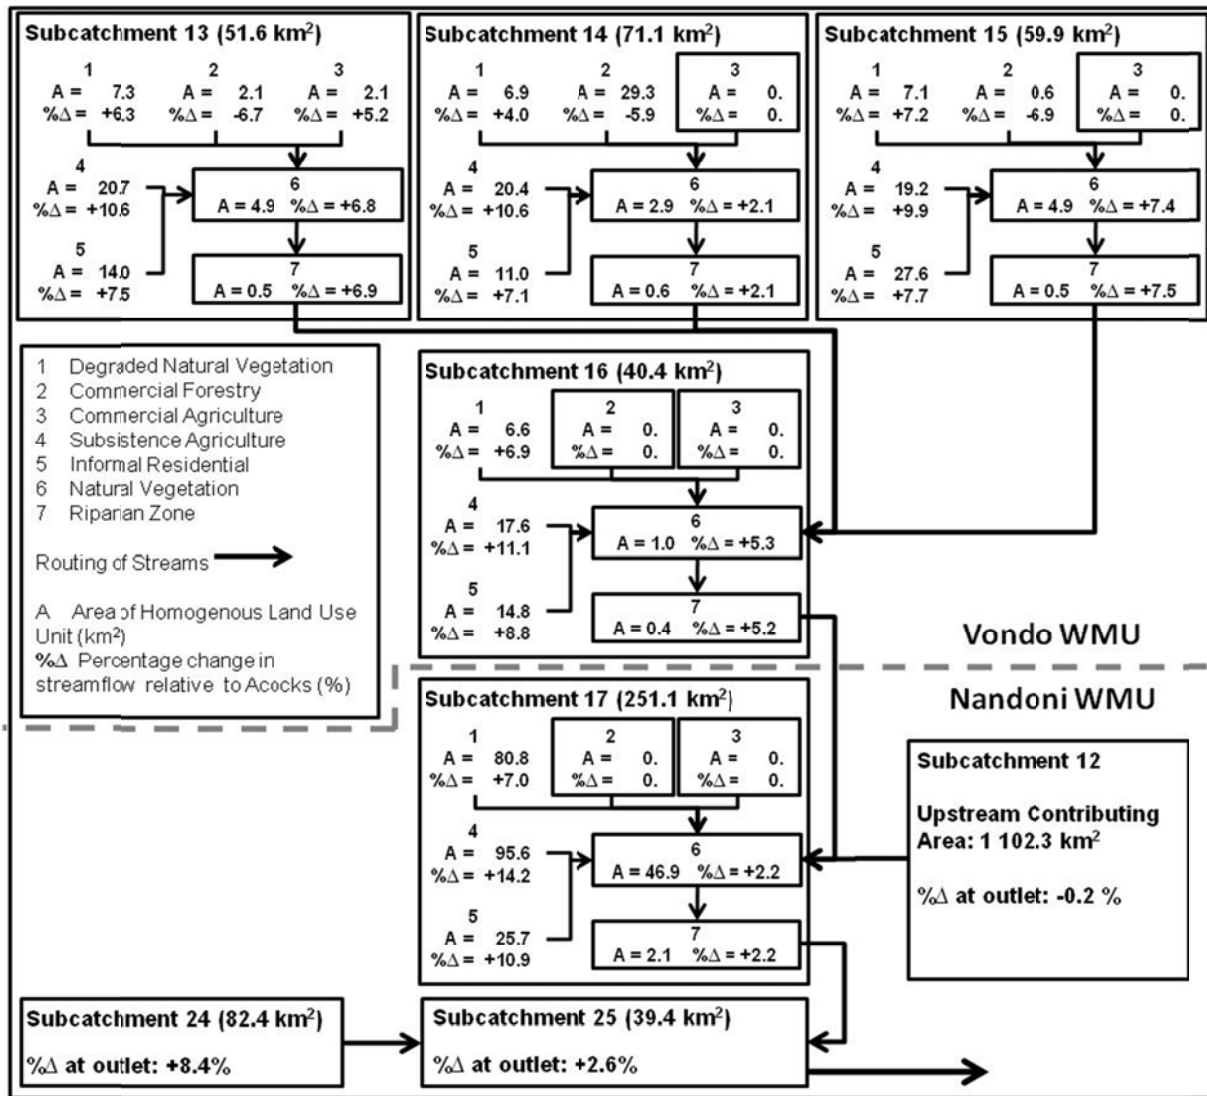 Subcatchment 13 (51.6 km²)
1
A = 7.3
%Δ = +6.3
2
A = 2.1
%Δ = -6.7
3
A = 2.1
%Δ = +5.2
4
A = 20.7
%Δ = +10.6
5
A = 14.0
%Δ = +7.5
6
A = 4.9 %Δ = +6.8
7
A = 0.5 %Δ = +6.9
Subcatchment 14 (71.1 km²)
1
A = 6.9
%Δ = +4.0
2
A = 29.3
%Δ = -5.9
3
A = 0.
%Δ = 0.
4
A = 20.4
%Δ = +10.6
5
A = 11.0
%Δ = +7.1
6
A = 2.9 %Δ = +2.1
7
A = 0.6 %Δ = +2.1
Subcatchment 15 (59.9 km²)
1
A = 7.1
%Δ = +7.2
2
A = 0.6
%Δ = -6.9
3
A = 0.
%Δ = 0.
4
A = 19.2
%Δ = +9.9
5
A = 27.6
%Δ = +7.7
6
A = 4.9 %Δ = +7.4
7
A = 0.5 %Δ = +7.5
1 Degraded Natural Vegetation
2 Commercial Forestry
3 Commercial Agriculture
4 Subsistence Agriculture
5 Informal Residential
6 Natural Vegetation
7 Riparian Zone
Routing of Streams
A Area of Homogenous Land Use
Unit (km²)
%Δ Percentage change in
streamflow relative to Acocks (%)
Subcatchment 16 (40.4 km²)
1
A = 6.6
%Δ = +6.9
2
A = 0.
%Δ = 0.
3
A = 0.
%Δ = 0.
4
A = 17.6
%Δ = +11.1
5
A = 14.8
%Δ = +8.8
6
A = 1.0 %Δ = +5.3
7
A = 0.4 %Δ = +5.2
Vondo WMU
Nandoni WMU
Subcatchment 17 (251.1 km²)
1
A = 80.8
%Δ = +7.0
2
A = 0.
%Δ = 0.
3
A = 0.
%Δ = 0.
4
A = 95.6
%Δ = +14.2
5
A = 25.7
%Δ = +10.9
6
A = 46.9 %Δ = +2.2
7
A = 2.1 %Δ = +2.2
Subcatchment 12
Upstream Contributing
Area: 1 102.3 km²
%Δ at outlet: -0.2 %
Subcatchment 24 (82.4 km²)
%Δ at outlet: +8.4%
Subcatchment 25 (39.4 km²)
%Δ at outlet: +2.6%